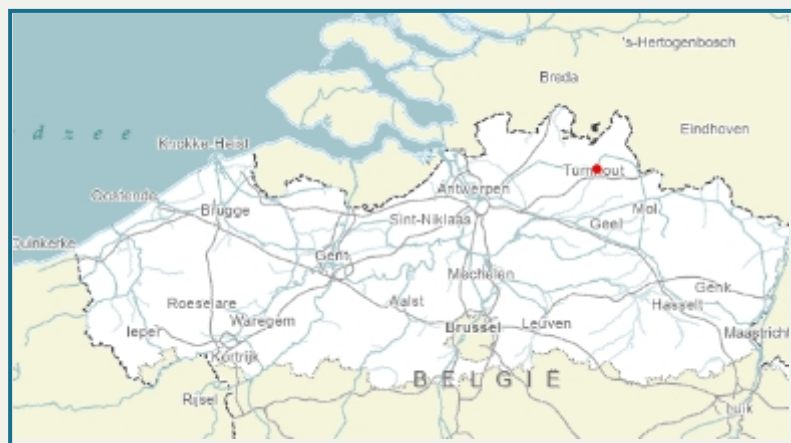 's-Hertogenbosch
Breda
Eindhoven
d z e e
Knokke-Heist
Turnhout
Oostende
Antwerpen
Brugge
Sint-Niklaas
Mol
Geel
Duinkerke
Gent
Mechelen
Genk
Roeselare
Aalst
Hasselt
Waregem
Brussel
Leuven
Ieper
Maastricht
Kortrijk
BELGIË
Rijsel
Luik